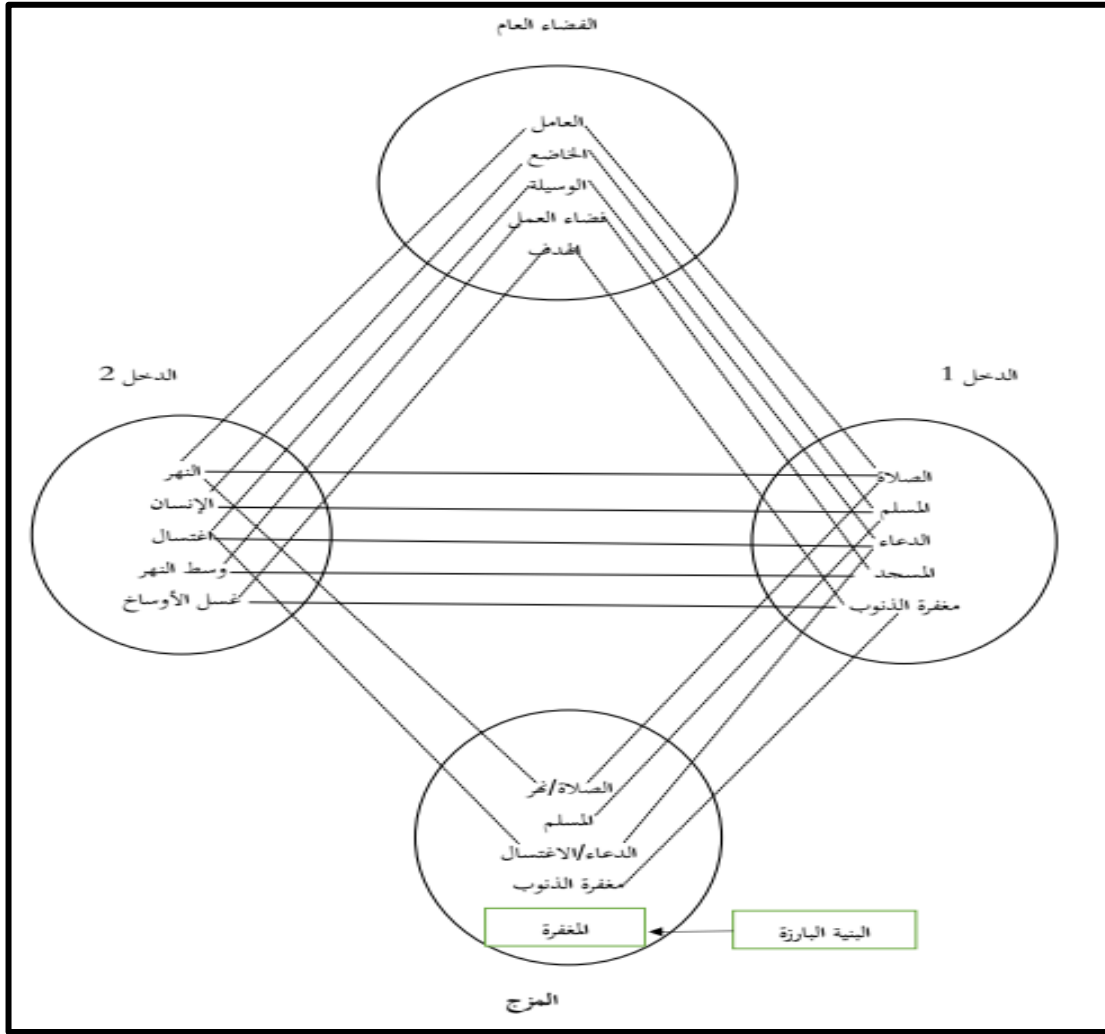 الفضاء العام
العامل
الخاضع
الوسيلة
فضاء العمل
الهدف
الدخل 1
الصلاة
المسلم
الدعاء
المسجد
مغفرة الذنوب
الدخل 2
النهر
الإنسان
اغتسال
وسط النهر
غسل الأوساخ
الصلاة/نهر
المسلم
الدعاء/الاغتسال
مغفرة الذنوب
المغفرة
البنية البارزة
المزج